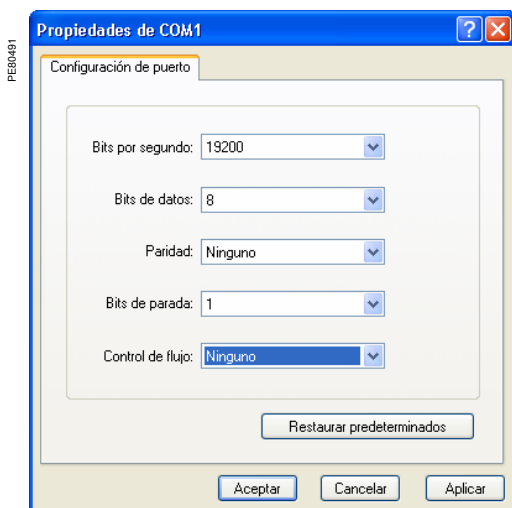 PE80491
Propiedades de COM1
Configuración de puerto
Bits por segundo: 19200
Bits de datos: 8
Paridad: Ninguno
Bits de parada: 1
Control de flujo: Ninguno
Restaurar predeterminados
Aceptar Cancelar Aplicar